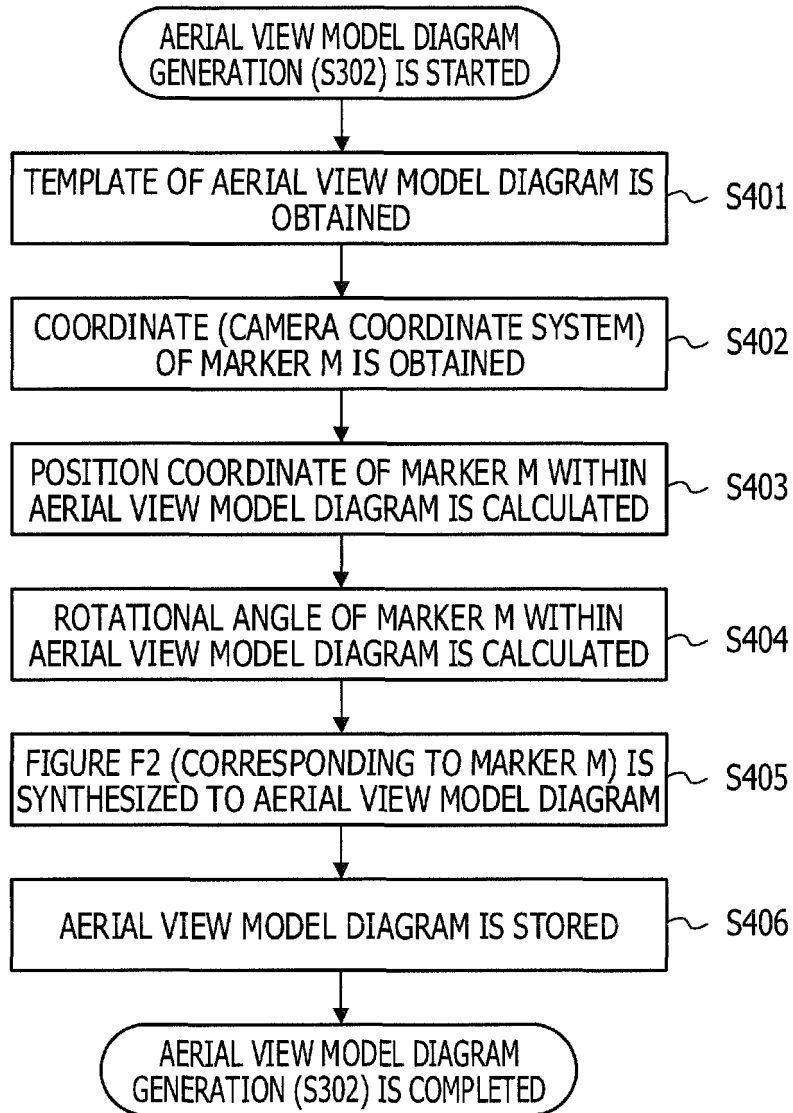 AERIAL VIEW MODEL DIAGRAM
GENERATION (S302) IS STARTED
TEMPLATE OF AERIAL VIEW MODEL DIAGRAM IS
OBTAINED
S401
COORDINATE (CAMERA COORDINATE SYSTEM)
OF MARKER M IS OBTAINED
S402
POSITION COORDINATE OF MARKER M WITHIN
AERIAL VIEW MODEL DIAGRAM IS CALCULATED
S403
ROTATIONAL ANGLE OF MARKER M WITHIN
AERIAL VIEW MODEL DIAGRAM IS CALCULATED
S404
FIGURE F2 (CORRESPONDING TO MARKER M) IS
SYNTHESIZED TO AERIAL VIEW MODEL DIAGRAM
S405
AERIAL VIEW MODEL DIAGRAM IS STORED
S406
AERIAL VIEW MODEL DIAGRAM
GENERATION (S302) IS COMPLETED